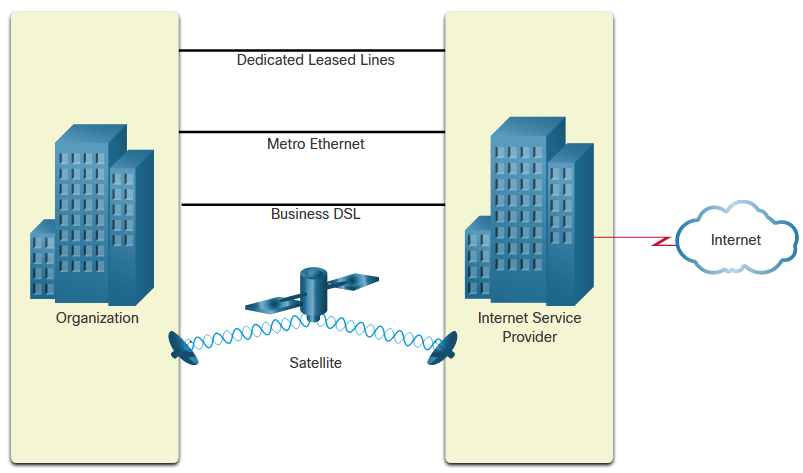 Dedicated Leased Lines
Metro Ethernet
Business DSL
Internet
Organization
Internet Service
Provider
Satellite